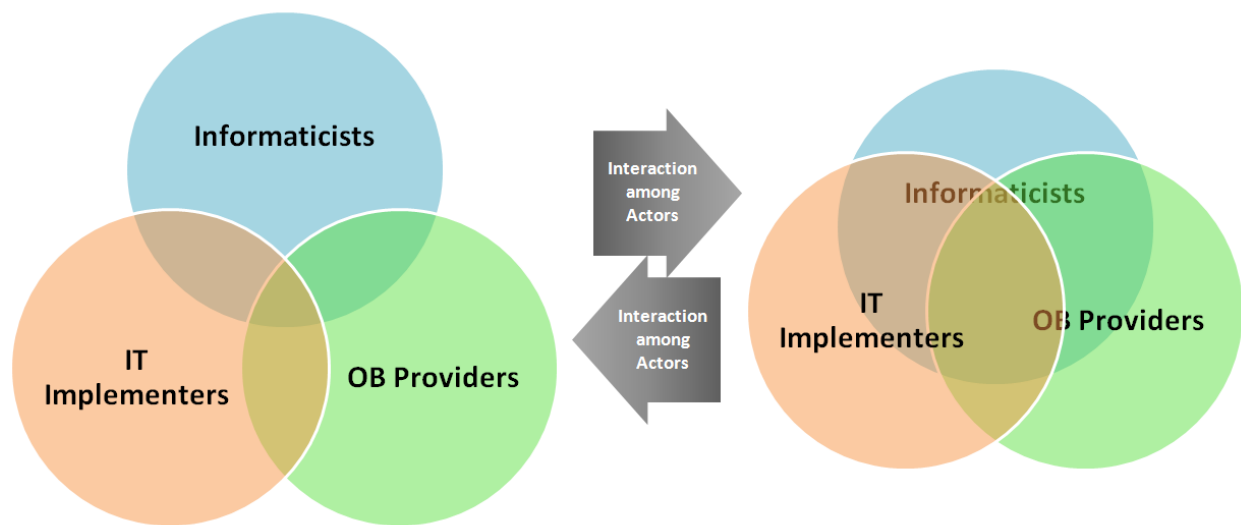 Informaticists
IT
Implementers
OB Providers
Interaction
among
Actors
Interaction
among
Actors
Informaticists
IT
Implementers
OB Providers